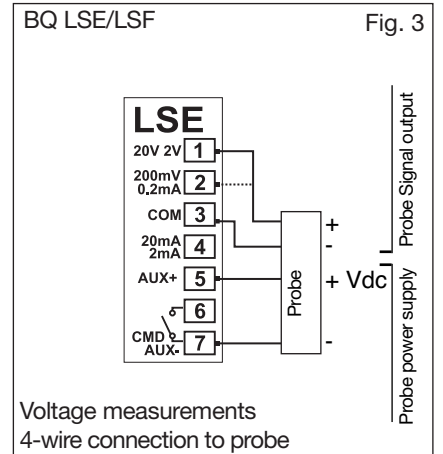 BQ LSE/LSF Fig. 3
LSE
20V 2V 1
200mV 2
0.2mA
COM 3
20mA 4
2mA
AUX+ 5
6
CMD 7
AUX-
Probe
+
-
+ Vdc
-
Probe Signal output
Probe power supply
Voltage measurements
4-wire connection to probe